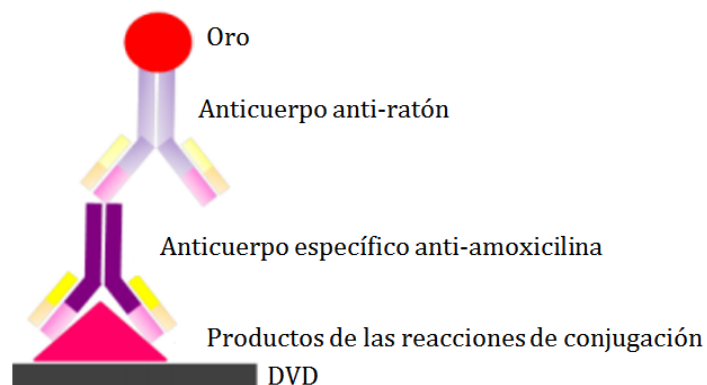 Oro
Anticuerpo anti-ratón
Anticuerpo específico anti-amoxicilina
Productos de las reacciones de conjugación
DVD